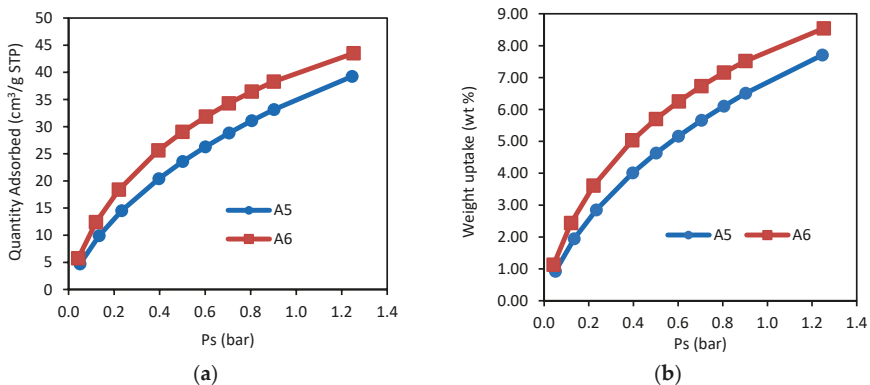 50
45
40
35
30
25
20
15
10
5
0
Quantity Adsorbed (cm³/g STP)
A5
A6
0.0 0.2 0.4 0.6 0.8 1.0 1.2 1.4
Ps (bar)
(a)
9.00
8.00
7.00
6.00
5.00
4.00
3.00
2.00
1.00
0.00
Weight uptake (wt %)
A5 A6
0.0 0.2 0.4 0.6 0.8 1.0 1.2 1.4
Ps (bar)
(b)